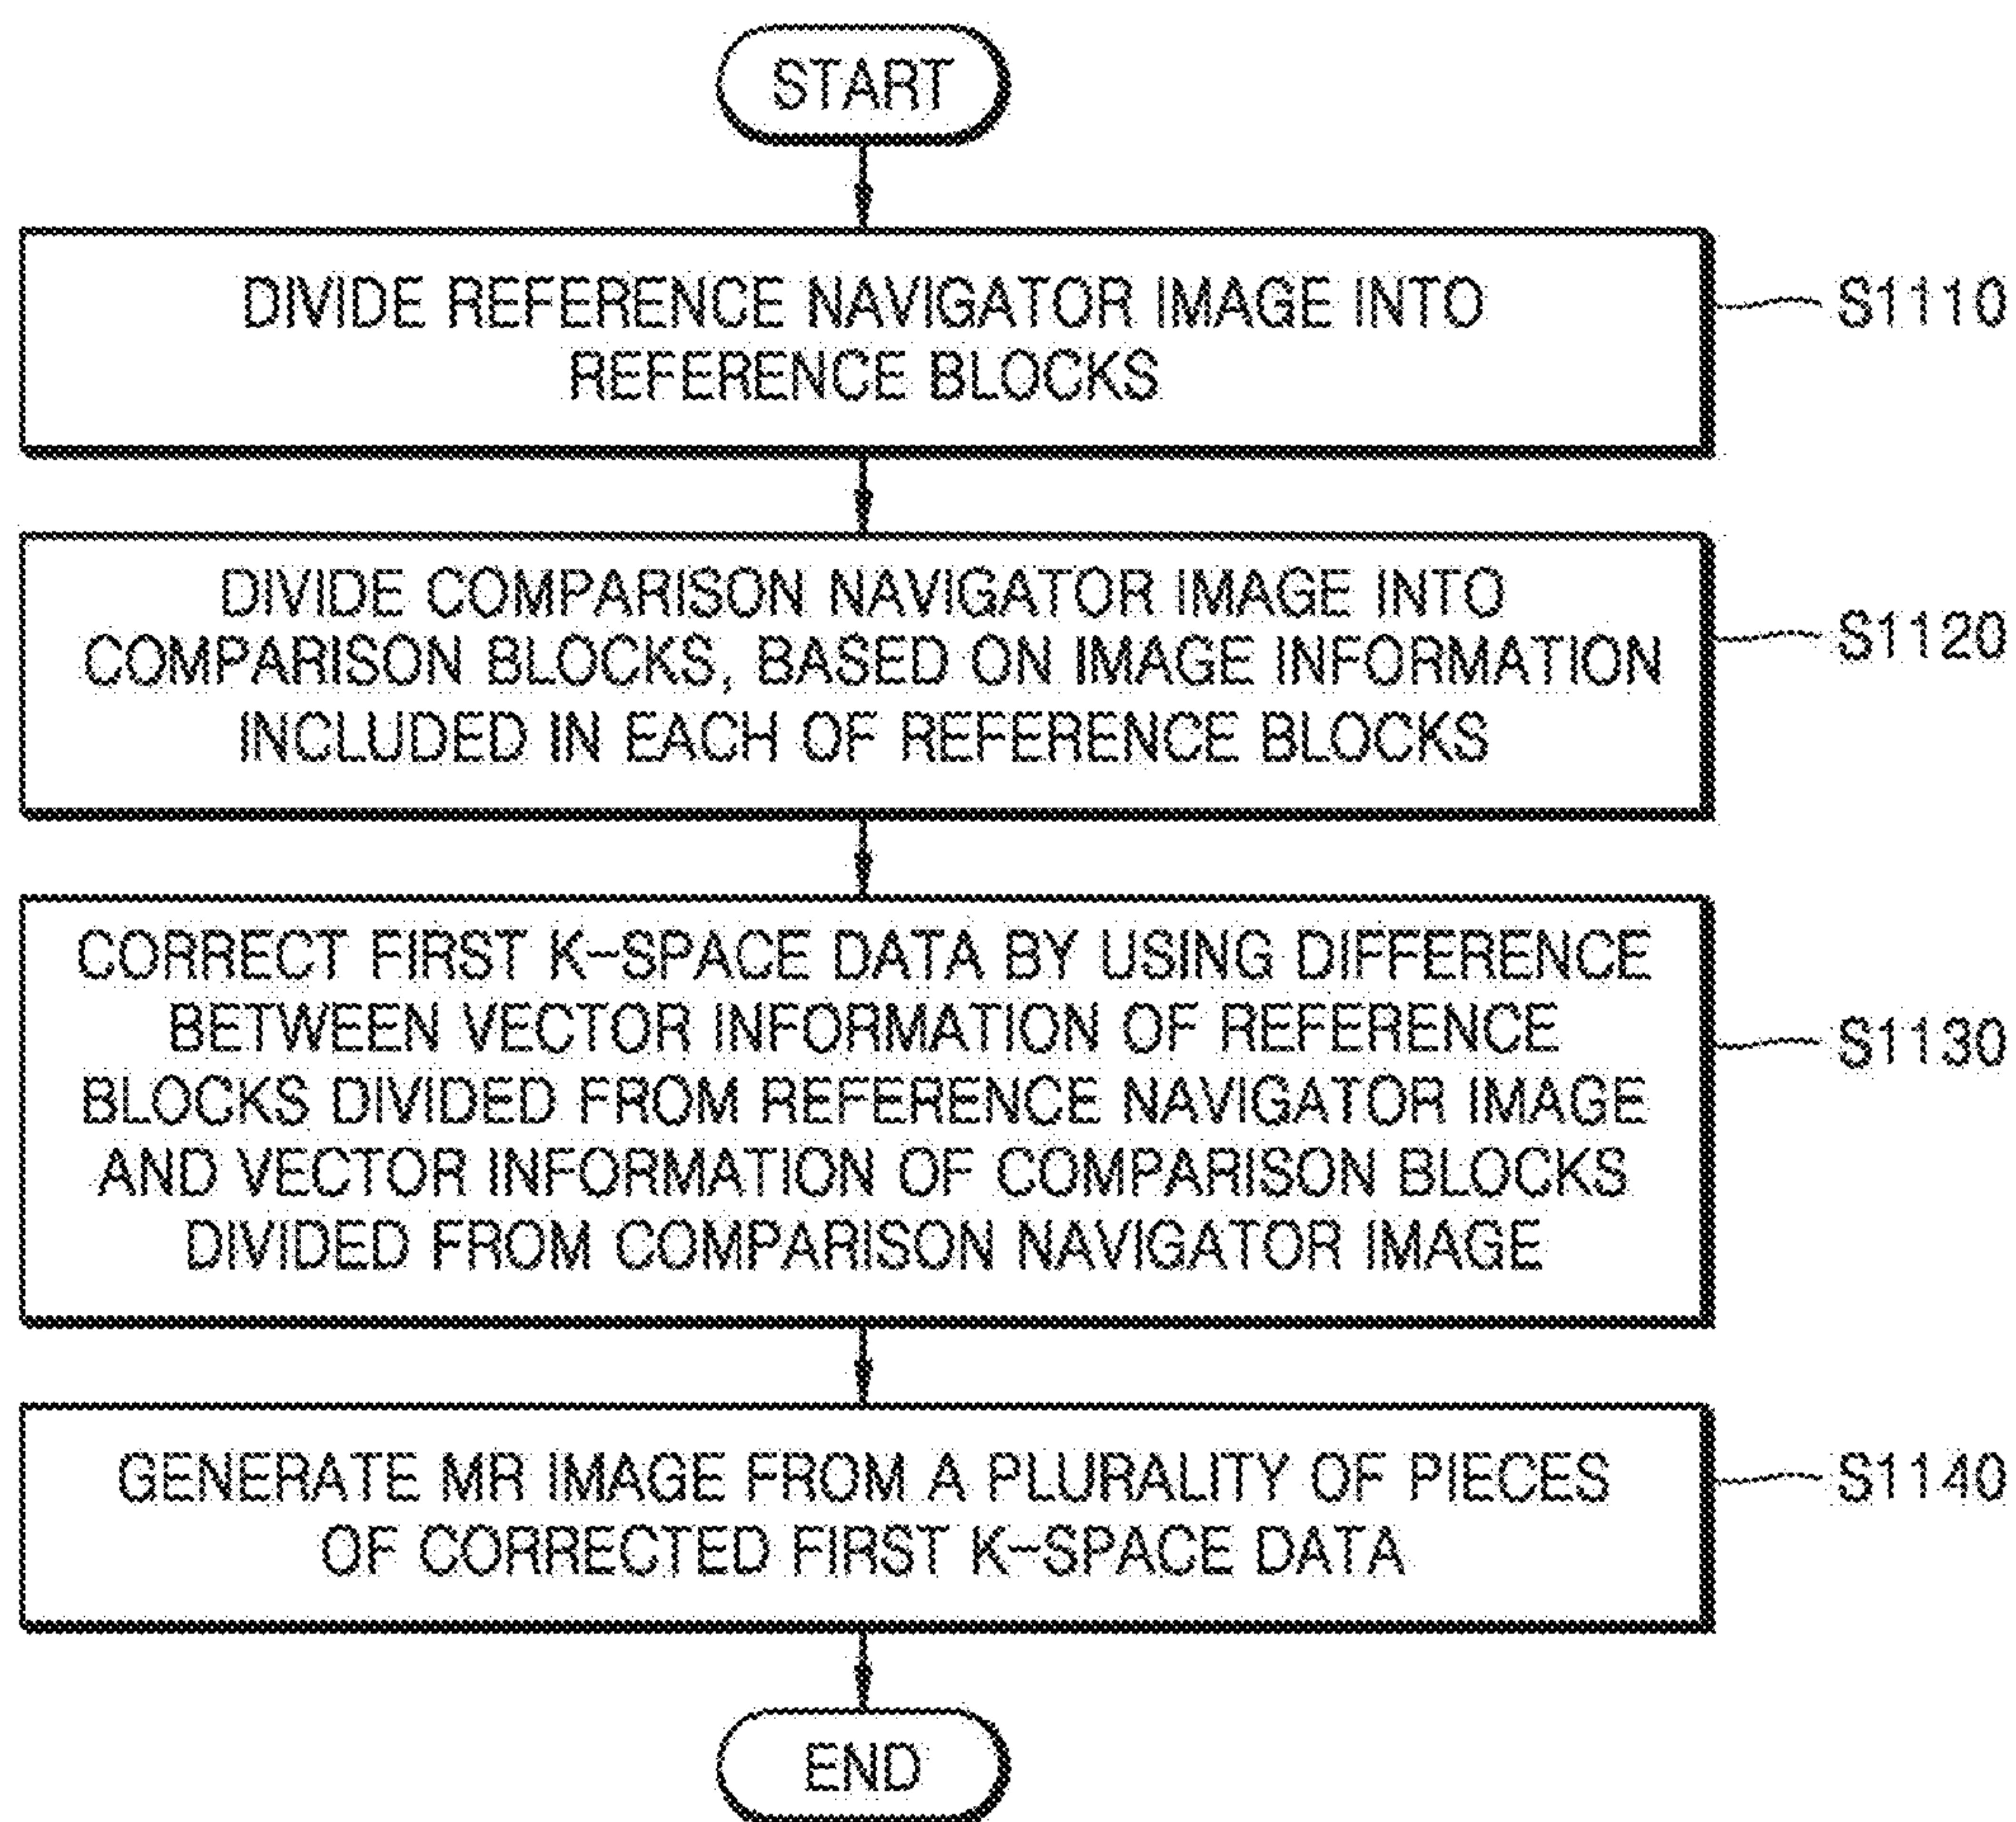 START
DIVIDE REFERENCE NAVIGATOR IMAGE INTO
REFERENCE BLOCKS
S1110
DIVIDE COMPARISON NAVIGATOR IMAGE INTO
COMPARISON BLOCKS, BASED ON IMAGE INFORMATION
INCLUDED IN EACH OF REFERENCE BLOCKS
S1120
CORRECT FIRST K-SPACE DATA BY USING DIFFERENCE
BETWEEN VECTOR INFORMATION OF REFERENCE
BLOCKS DIVIDED FROM REFERENCE NAVIGATOR IMAGE
AND VECTOR INFORMATION OF COMPARISON BLOCKS
DIVIDED FROM COMPARISON NAVIGATOR IMAGE
S1130
GENERATE MR IMAGE FROM A PLURALITY OF PIECES
OF CORRECTED FIRST K-SPACE DATA
S1140
END